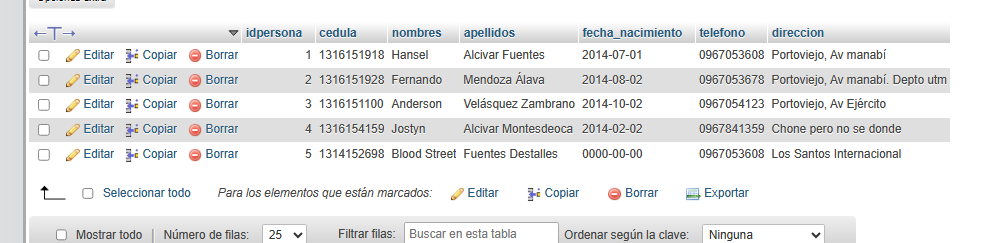 idpersona cedula nombres apellidos fecha_nacimiento telefono direccion
Editar Copiar Borrar 1 1316151918 Hansel Alcivar Fuentes 2014-07-01 0967053608 Portoviejo, Av manabí
Editar Copiar Borrar 2 1316151928 Fernando Mendoza Álava 2014-08-02 0967053678 Portoviejo, Av manabí. Depto utm
Editar Copiar Borrar 3 1316151100 Anderson Velásquez Zambrano 2014-10-02 0967054123 Portoviejo, Av Ejército
Editar Copiar Borrar 4 1316154159 Jostyn Alcivar Montesdeoca 2014-02-02 0967841359 Chone pero no se donde
Editar Copiar Borrar 5 1314152698 Blood Street Fuentes Destalles 0000-00-00 0967053608 Los Santos Internacional
Seleccionar todo Para los elementos que están marcados: Editar Copiar Borrar Exportar
Mostrar todo | Número de filas: 25 Filtrar filas: Buscar en esta tabla Ordenar según la clave: Ninguna